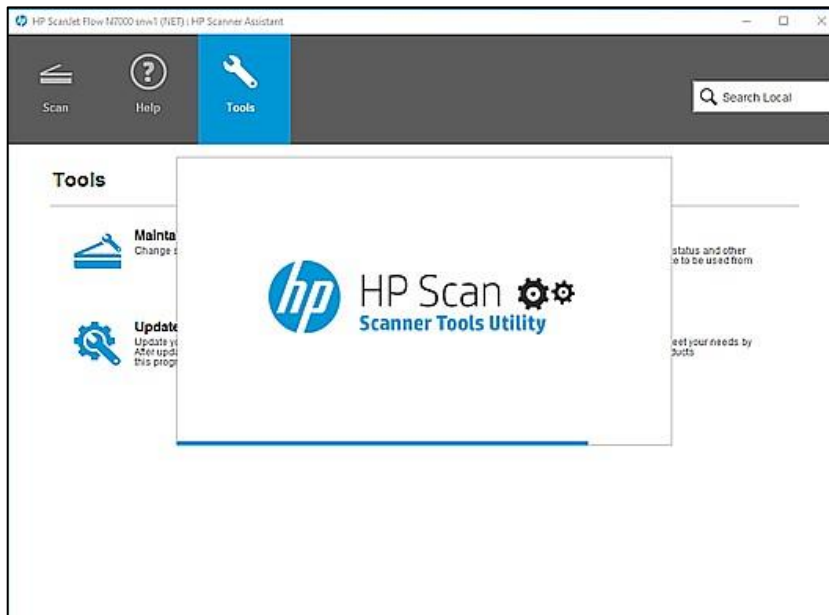 HP ScanJet Flow N7000 snw1 (NET) | HP Scanner Assistant
Scan
Help
Tools
Search Local
Tools
Mainta
Change s
status and other
e to be used from
hp
HP Scan
Scanner Tools Utility
Update
Update yo
After upda
this progr
eet your needs by
ducts